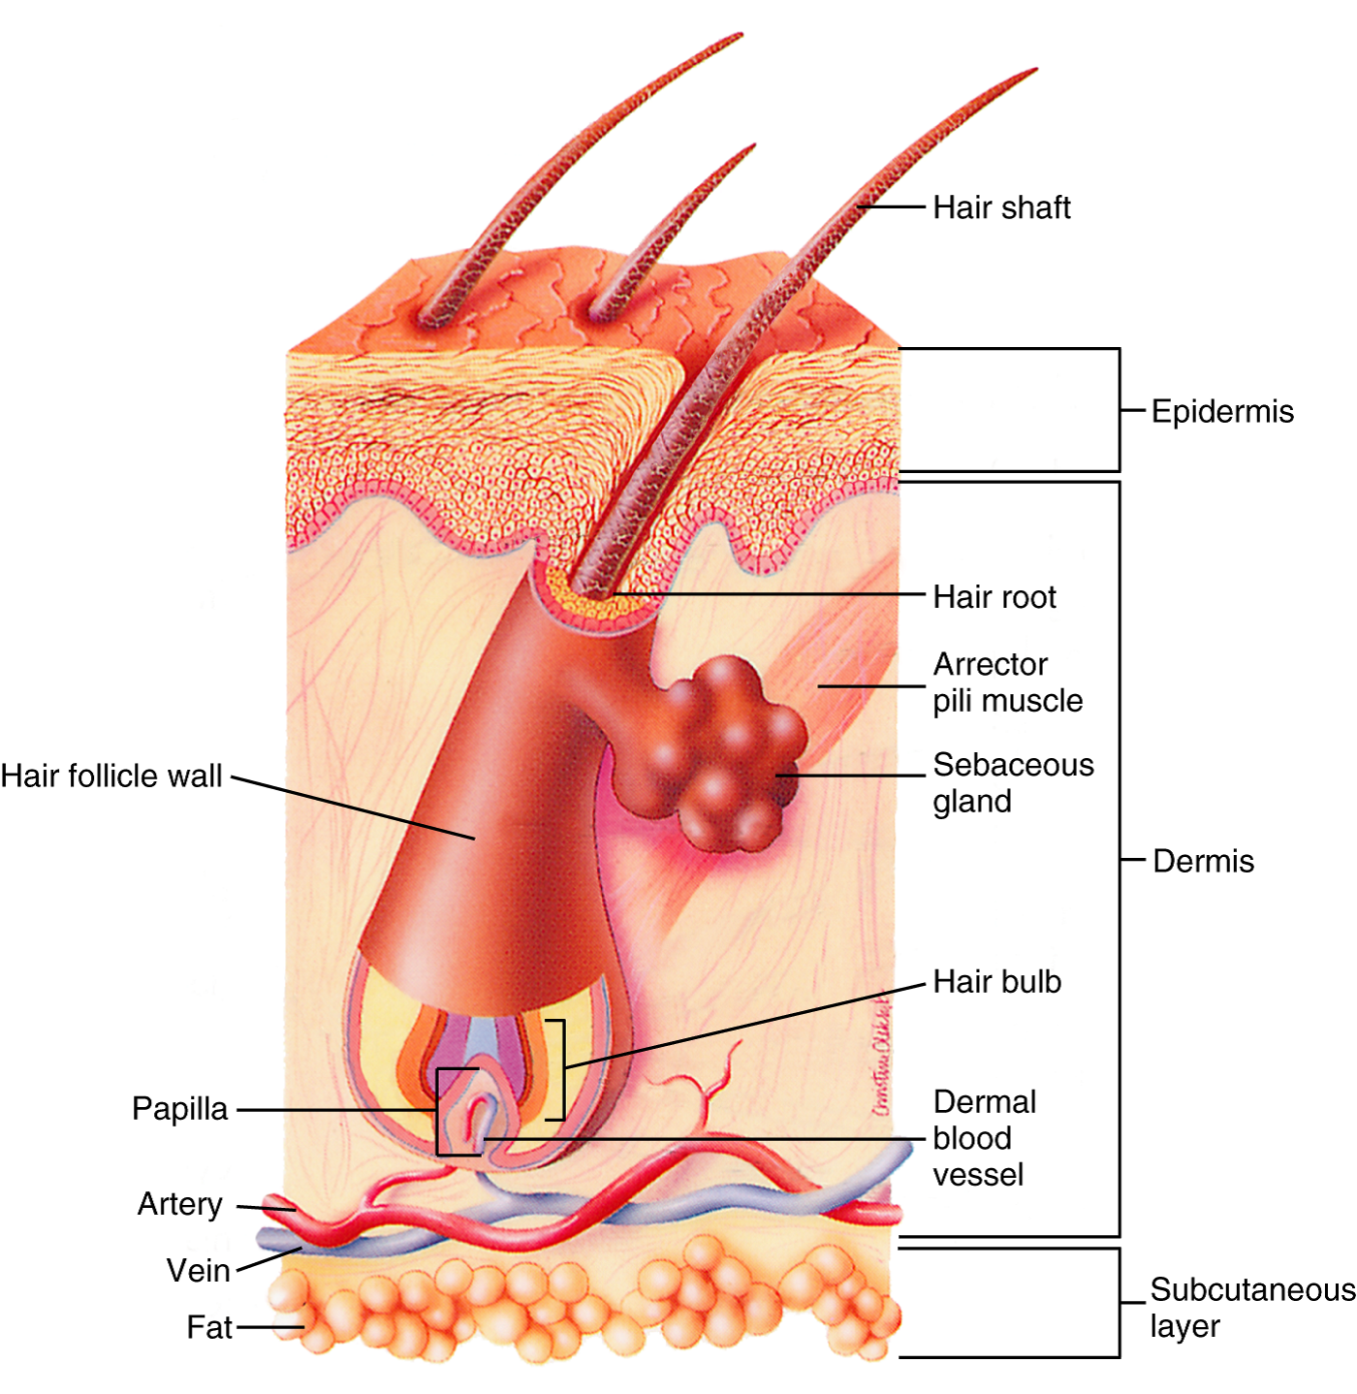 Hair shaft
Epidermis
Hair root
Arrector
pili muscle
Sebaceous
gland
Hair follicle wall
Dermis
Hair bulb
Papilla
Dermal
blood
vessel
Artery
Vein
Fat
Subcutaneous
layer